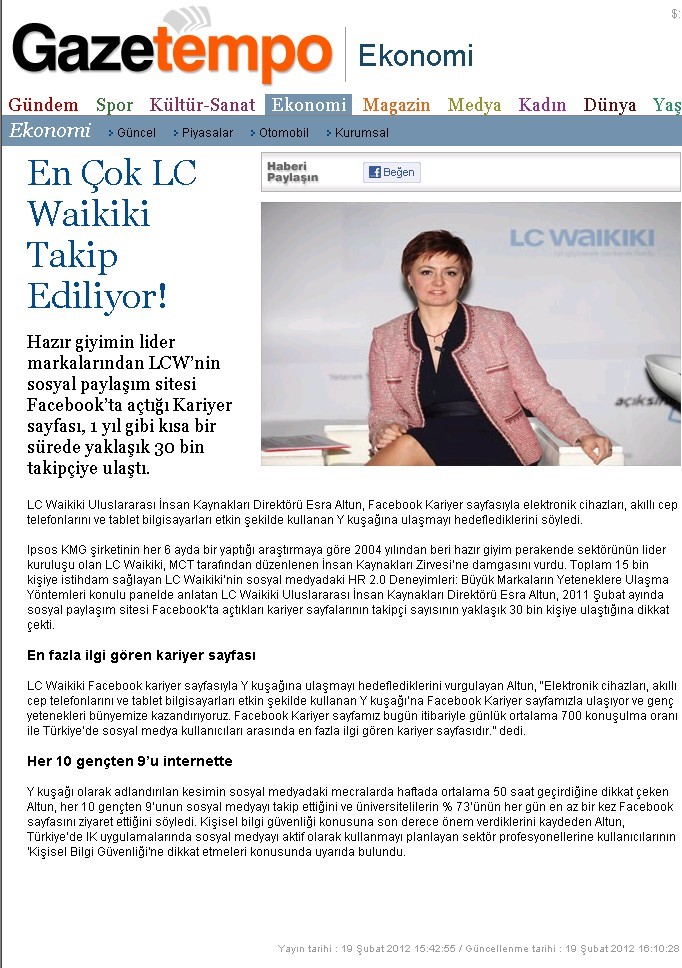 $:
Gazetempo
Ekonomi
Gündem Spor Kültür-Sanat Ekonomi Magazin Medya Kadın Dünya Yaş
Ekonomi Güncel Piyasalar Otomobil Kurumsal
En Çok LC
Waikiki
Takip
Ediliyor!
Haberi
Paylaşın
Beğen
LC WAIKIKI
açıksın
Hazır giyimin lider
markalarından LCW'nin
sosyal paylaşım sitesi
Facebook'ta açtığı Kariyer
sayfası, 1 yıl gibi kısa bir
sürede yaklaşık 30 bin
takipçiye ulaştı.
LC Waikiki Uluslararası İnsan Kaynakları Direktörü Esra Altun, Facebook Kariyer sayfasıyla elektronik cihazları, akıllı cep
telefonlarını ve tablet bilgisayarları etkin şekilde kullanan Y kuşağına ulaşmayı hedeflediklerini söyledi.
Ipsos KMG şirketinin her 6 ayda bir yaptığı araştırmaya göre 2004 yılından beri hazır giyim perakende sektörünün lider
kuruluşu olan LC Waikiki, MCT tarafından düzenlenen İnsan Kaynakları Zirvesi'ne damgasını vurdu. Toplam 15 bin
kişiye istihdam sağlayan LC Waikiki'nin sosyal medyadaki HR 2.0 Deneyimleri: Büyük Markaların Yeteneklere Ulaşma
Yöntemleri konulu panelde anlatan LC Waikiki Uluslararası İnsan Kaynakları Direktörü Esra Altun, 2011 Şubat ayında
sosyal paylaşım sitesi Facebook'ta açtıkları kariyer sayfalarının takipçi sayısının yaklaşık 30 bin kişiye ulaştığına dikkat
çekti.
En fazla ilgi gören kariyer sayfası
LC Waikiki Facebook kariyer sayfasıyla Y kuşağına ulaşmayı hedeflediklerini vurgulayan Altun, "Elektronik cihazları, akıllı
cep telefonlarını ve tablet bilgisayarları etkin şekilde kullanan Y kuşağı'na Facebook Kariyer sayfamızla ulaşıyor ve genç
yetenekleri bünyemize kazandırıyoruz. Facebook Kariyer sayfamız bugün itibariyle günlük ortalama 700 konuşulma oranı
ile Türkiye'de sosyal medya kullanıcıları arasında en fazla ilgi gören kariyer sayfasıdır." dedi.
Her 10 gençten 9'u internette
Y kuşağı olarak adlandırılan kesimin sosyal medyadaki mecralarda haftada ortalama 50 saat geçirdiğine dikkat çeken
Altun, her 10 gençten 9'unun sosyal medyayı takip ettiğini ve üniversitelilerin % 73'ünün her gün en az bir kez Facebook
sayfasını ziyaret ettiğini söyledi. Kişisel bilgi güvenliği konusuna son derece önem verdiklerini kaydeden Altun,
Türkiye'de IK uygulamalarında sosyal medyayı aktif olarak kullanmayı planlayan sektör profesyonellerine kullanıcılarının
'Kişisel Bilgi Güvenliği'ne dikkat etmeleri konusunda uyarıda bulundu.
Yayın tarihi : 19 Şubat 2012 15:42:55 / Güncellenme tarihi : 19 Şubat 2012 16:10:28